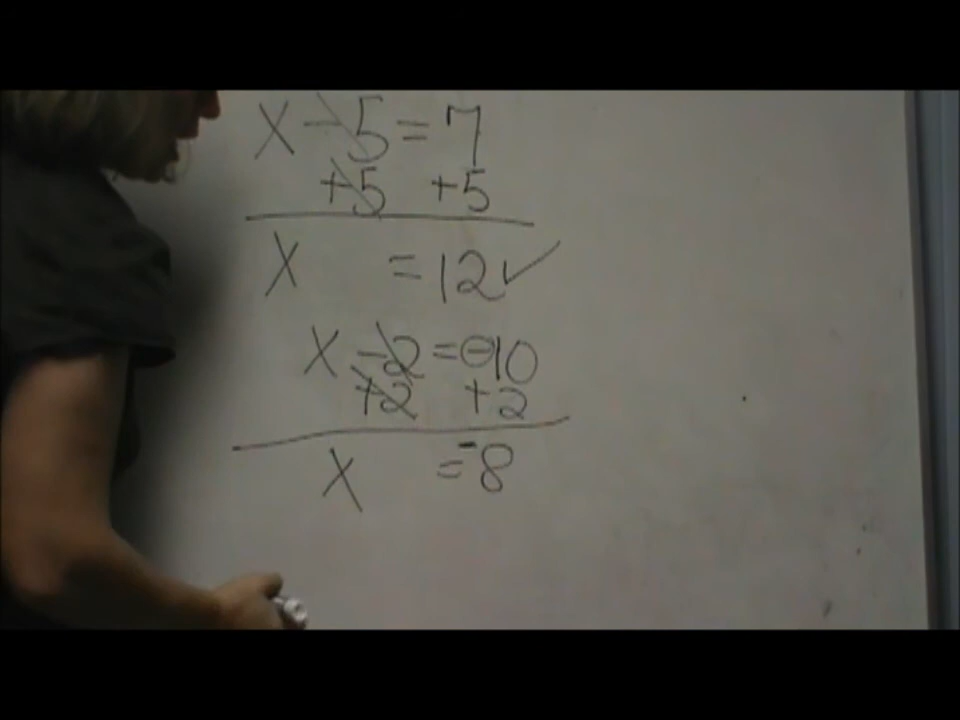 x - 5 = 7
+5 +5
x = 12 ✓
x - 2 = -10
+2 +2
x = -8